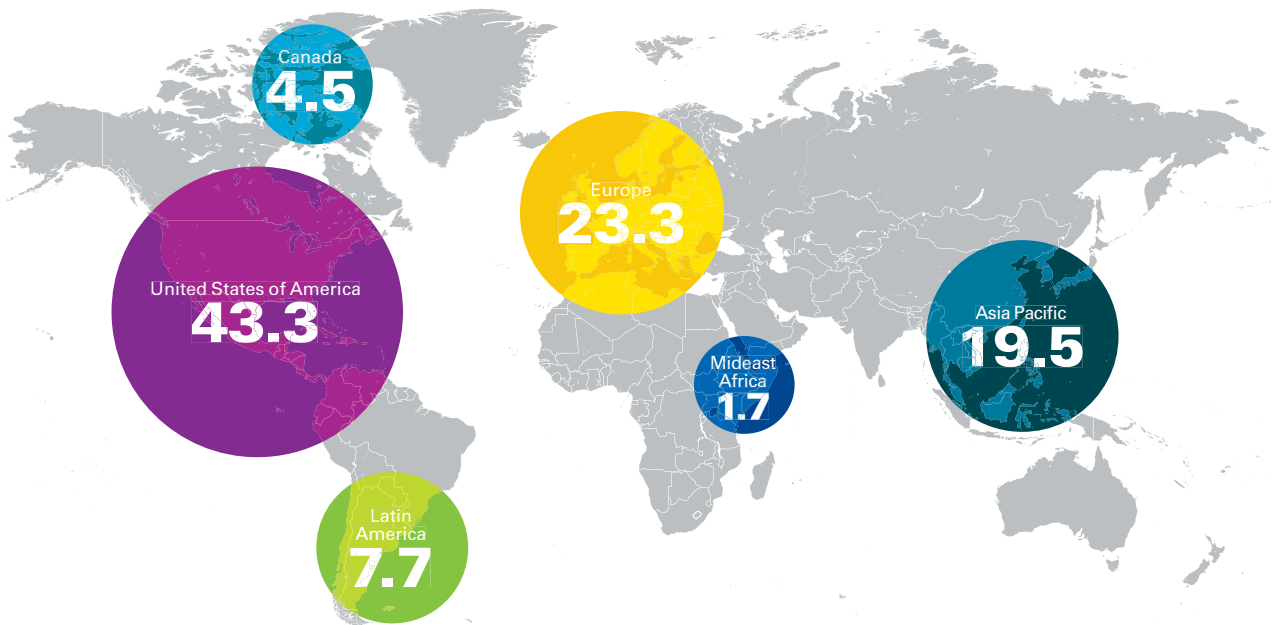 Canada
4.5
United States of America
43.3
Latin
America
7.7
Europe
23.3
Mideast
Africa
1.7
Asia Pacific
19.5